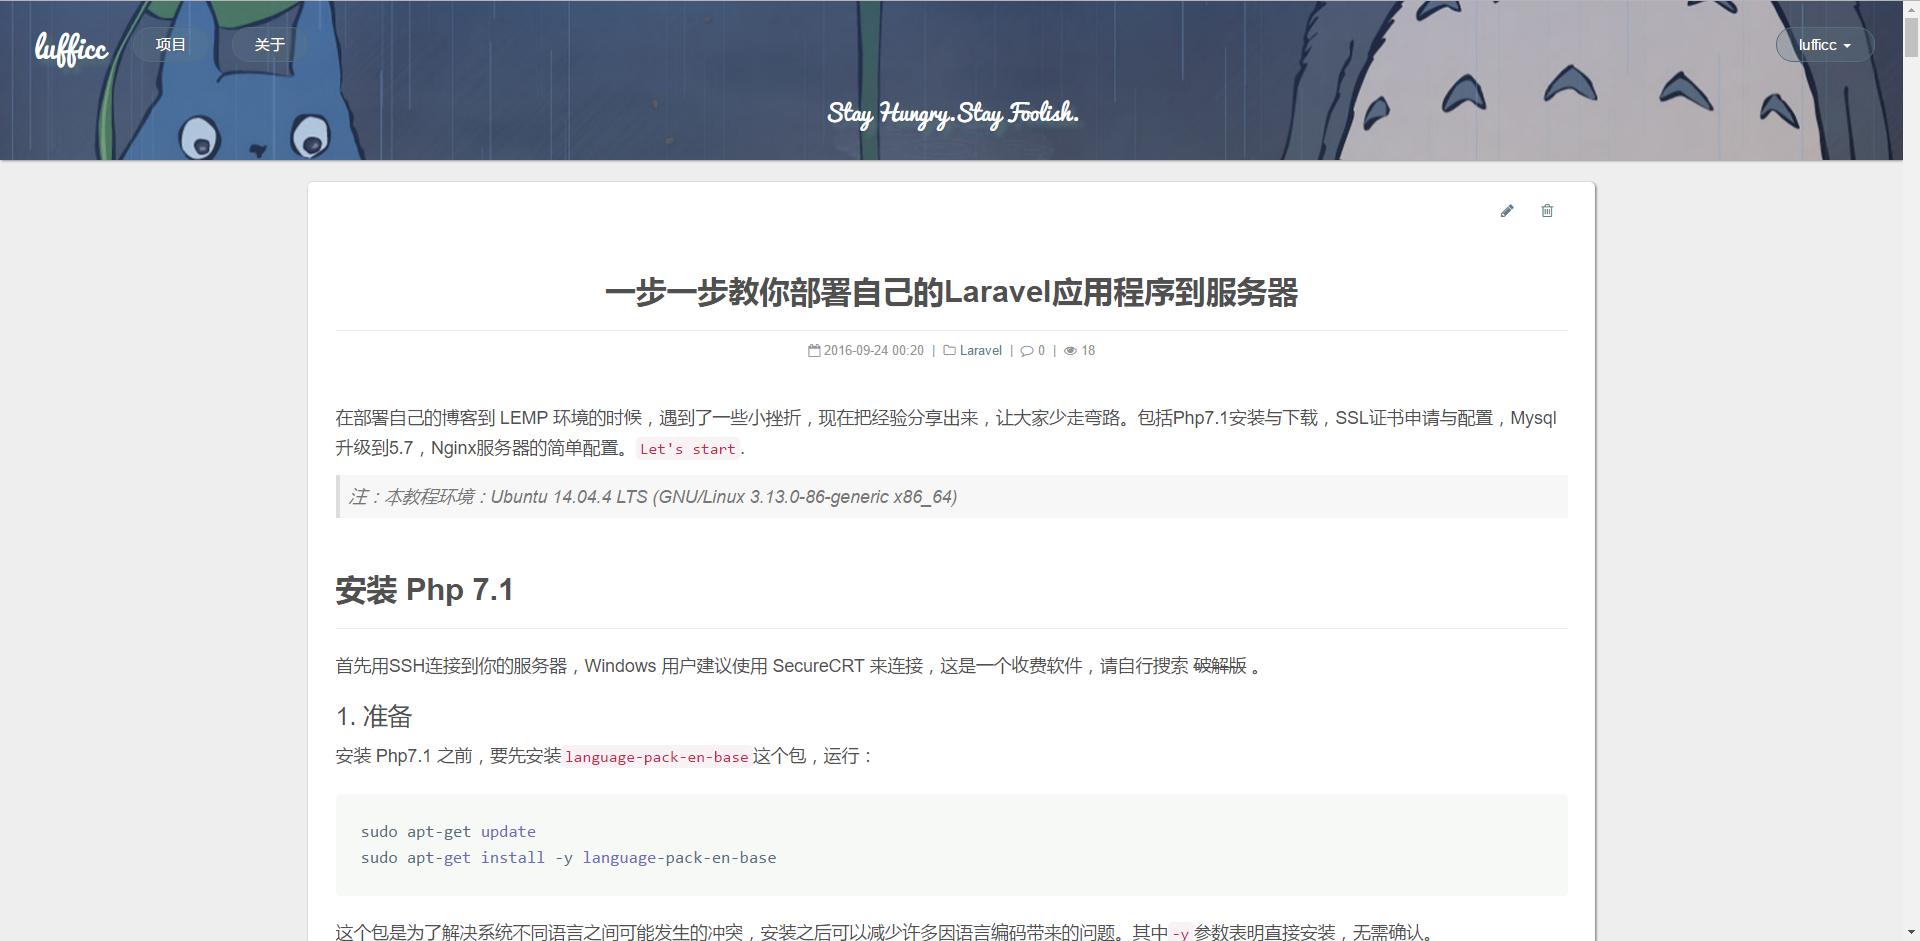 lufficc 项目 关于 lufficc
Stay Hungry.Stay Foolish.
一步一步教你部署自己的Laravel应用程序到服务器
2016-09-24 00:20 | Laravel | 0 | 18
在部署自己的博客到 LEMP 环境的时候，遇到了一些小挫折，现在把经验分享出来，让大家少走弯路。包括Php7.1安装与下载，SSL证书申请与配置，Mysql
升级到5.7，Nginx服务器的简单配置。Let's start.
注：本教程环境：Ubuntu 14.04.4 LTS (GNU/Linux 3.13.0-86-generic x86_64)
安装 Php 7.1
首先用SSH连接到你的服务器，Windows 用户建议使用 SecureCRT 来连接，这是一个收费软件，请自行搜索 破解版 。
1. 准备
安装 Php7.1 之前，要先安装 language-pack-en-base 这个包，运行：
sudo apt-get update
sudo apt-get install -y language-pack-en-base
这个包是为了解决系统不同语言之间可能发生的冲突，安装之后可以减少许多因语言编码带来的问题。其中 -y 参数表明直接安装，无需确认。